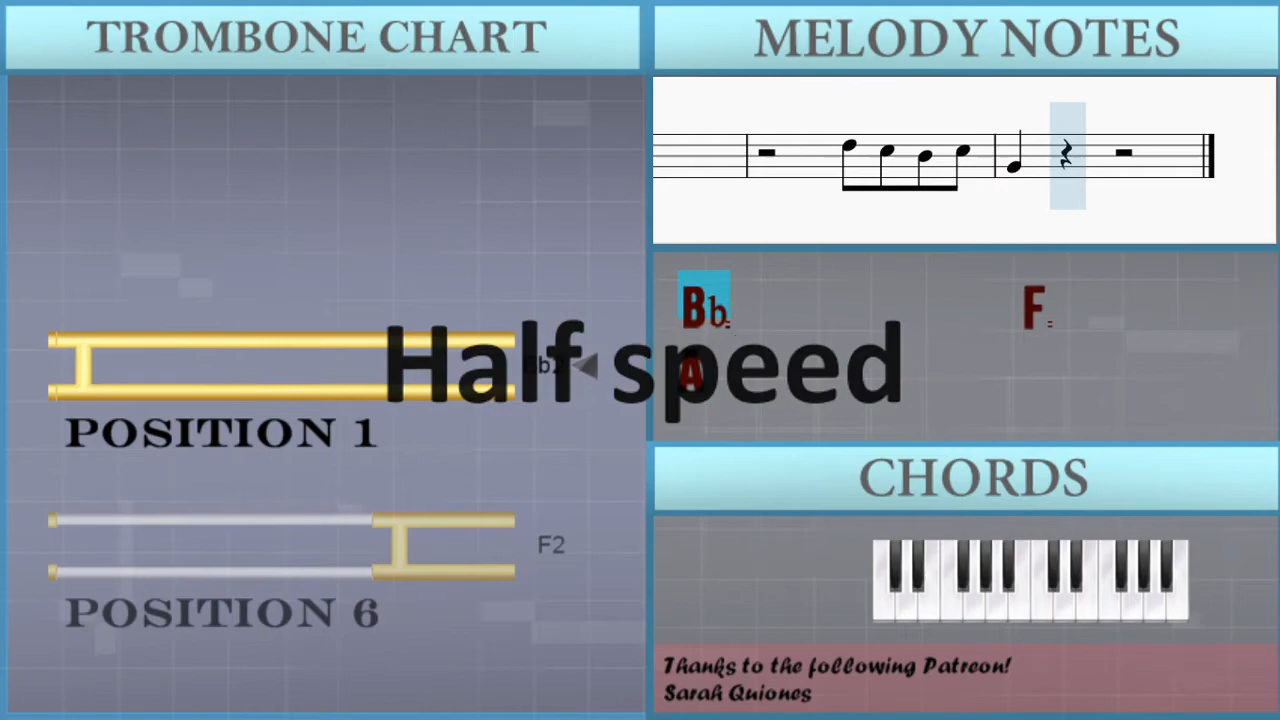 TROMBONE CHART
MELODY NOTES
Bb
F
Half speed
A
POSITION 1
CHORDS
F2
POSITION 6
Thanks to the following Patreon!
Sarah Quiones